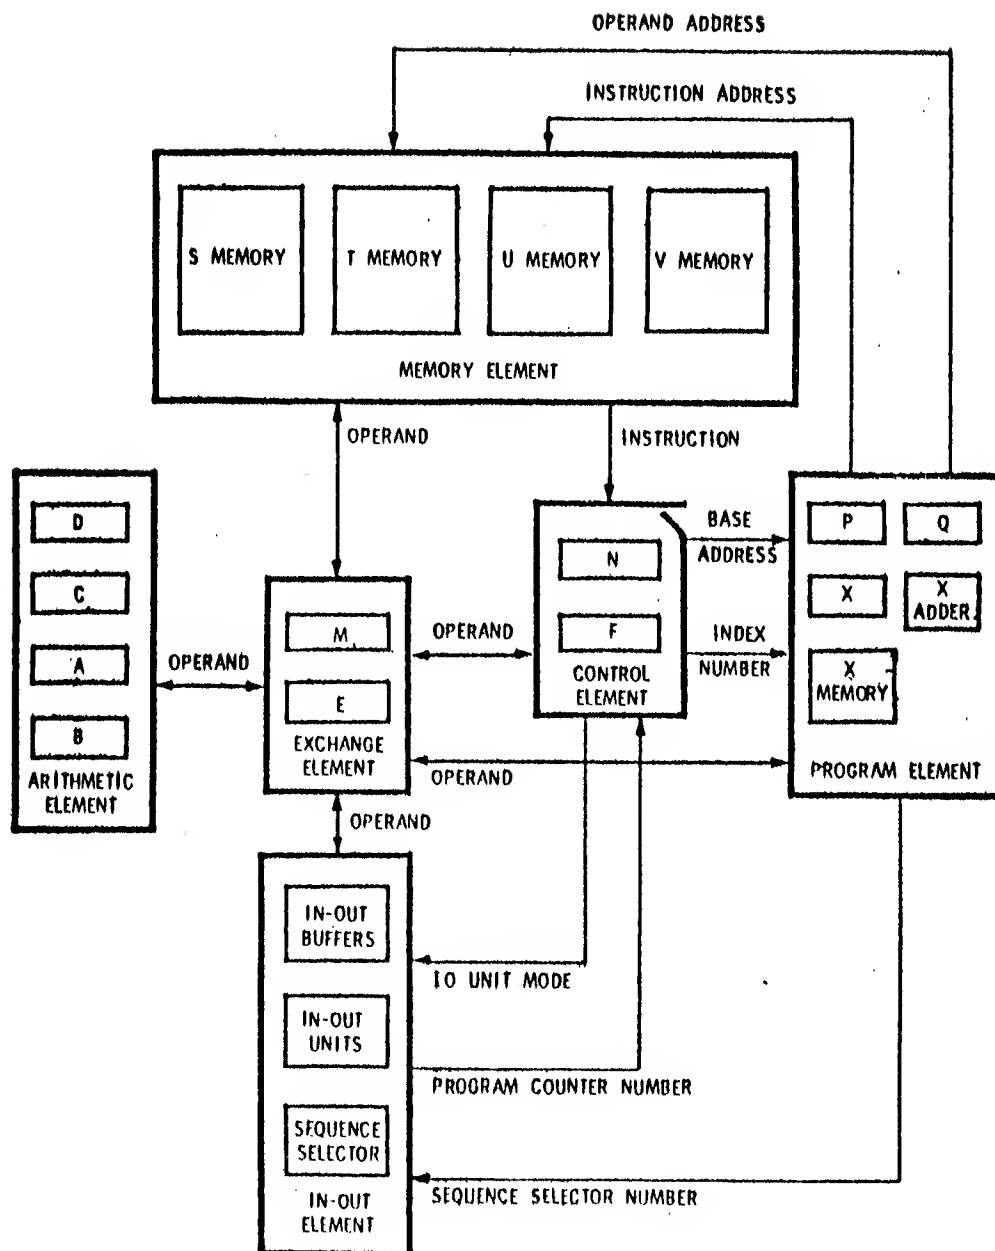 OPERAND ADDRESS
INSTRUCTION ADDRESS
S MEMORY
T MEMORY
U MEMORY
V MEMORY
MEMORY ELEMENT
OPERAND
INSTRUCTION
D
C
A
B
ARITHMETIC
ELEMENT
OPERAND
M
E
EXCHANGE
ELEMENT
OPERAND
N
F
CONTROL
ELEMENT
BASE
ADDRESS
INDEX
NUMBER
P
Q
X
X
ADDER
X
MEMORY
PROGRAM ELEMENT
OPERAND
OPERAND
IN-OUT
BUFFERS
IN-OUT
UNITS
SEQUENCE
SELECTOR
IN-OUT
ELEMENT
IO UNIT MODE
PROGRAM COUNTER NUMBER
SEQUENCE SELECTOR NUMBER